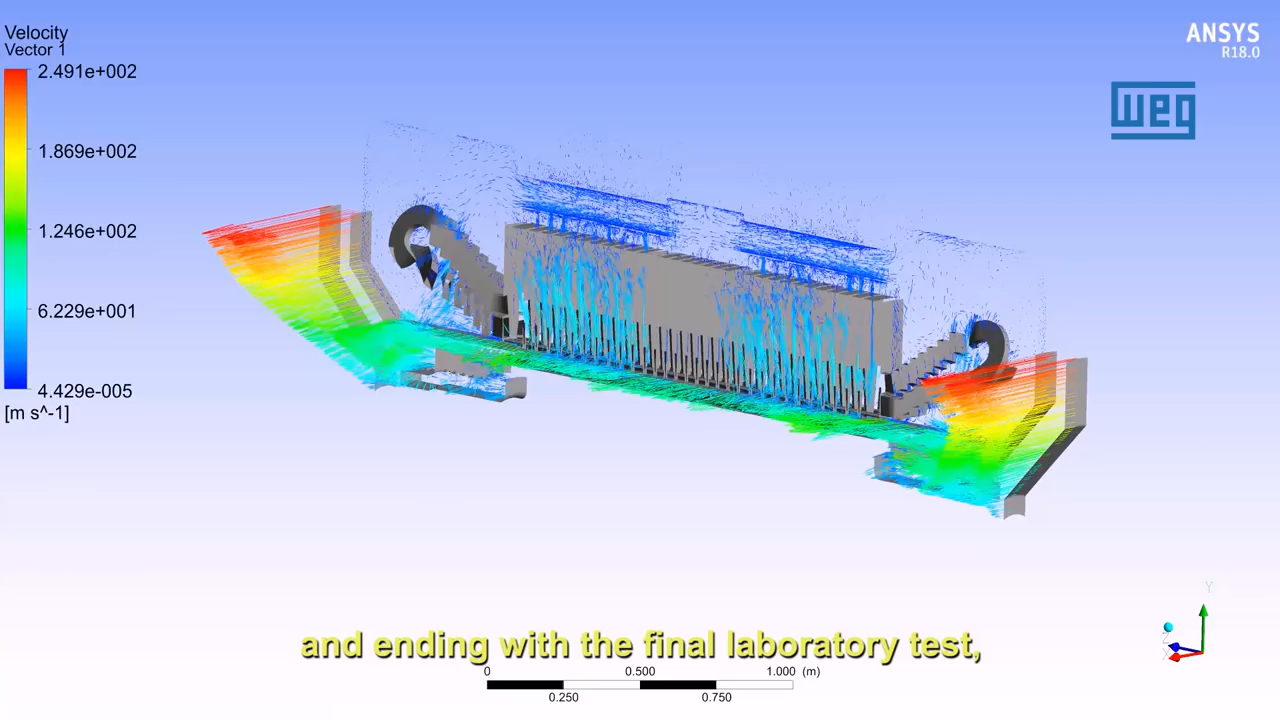 Velocity
Vector 1
2.491e+002
1.869e+002
1.246e+002
6.229e+001
4.429e-005
[m s^-1]
ANSYS
R18.0
weg
Y
and ending with the final laboratory test,
0 0.500 1.000 (m)
0.250 0.750